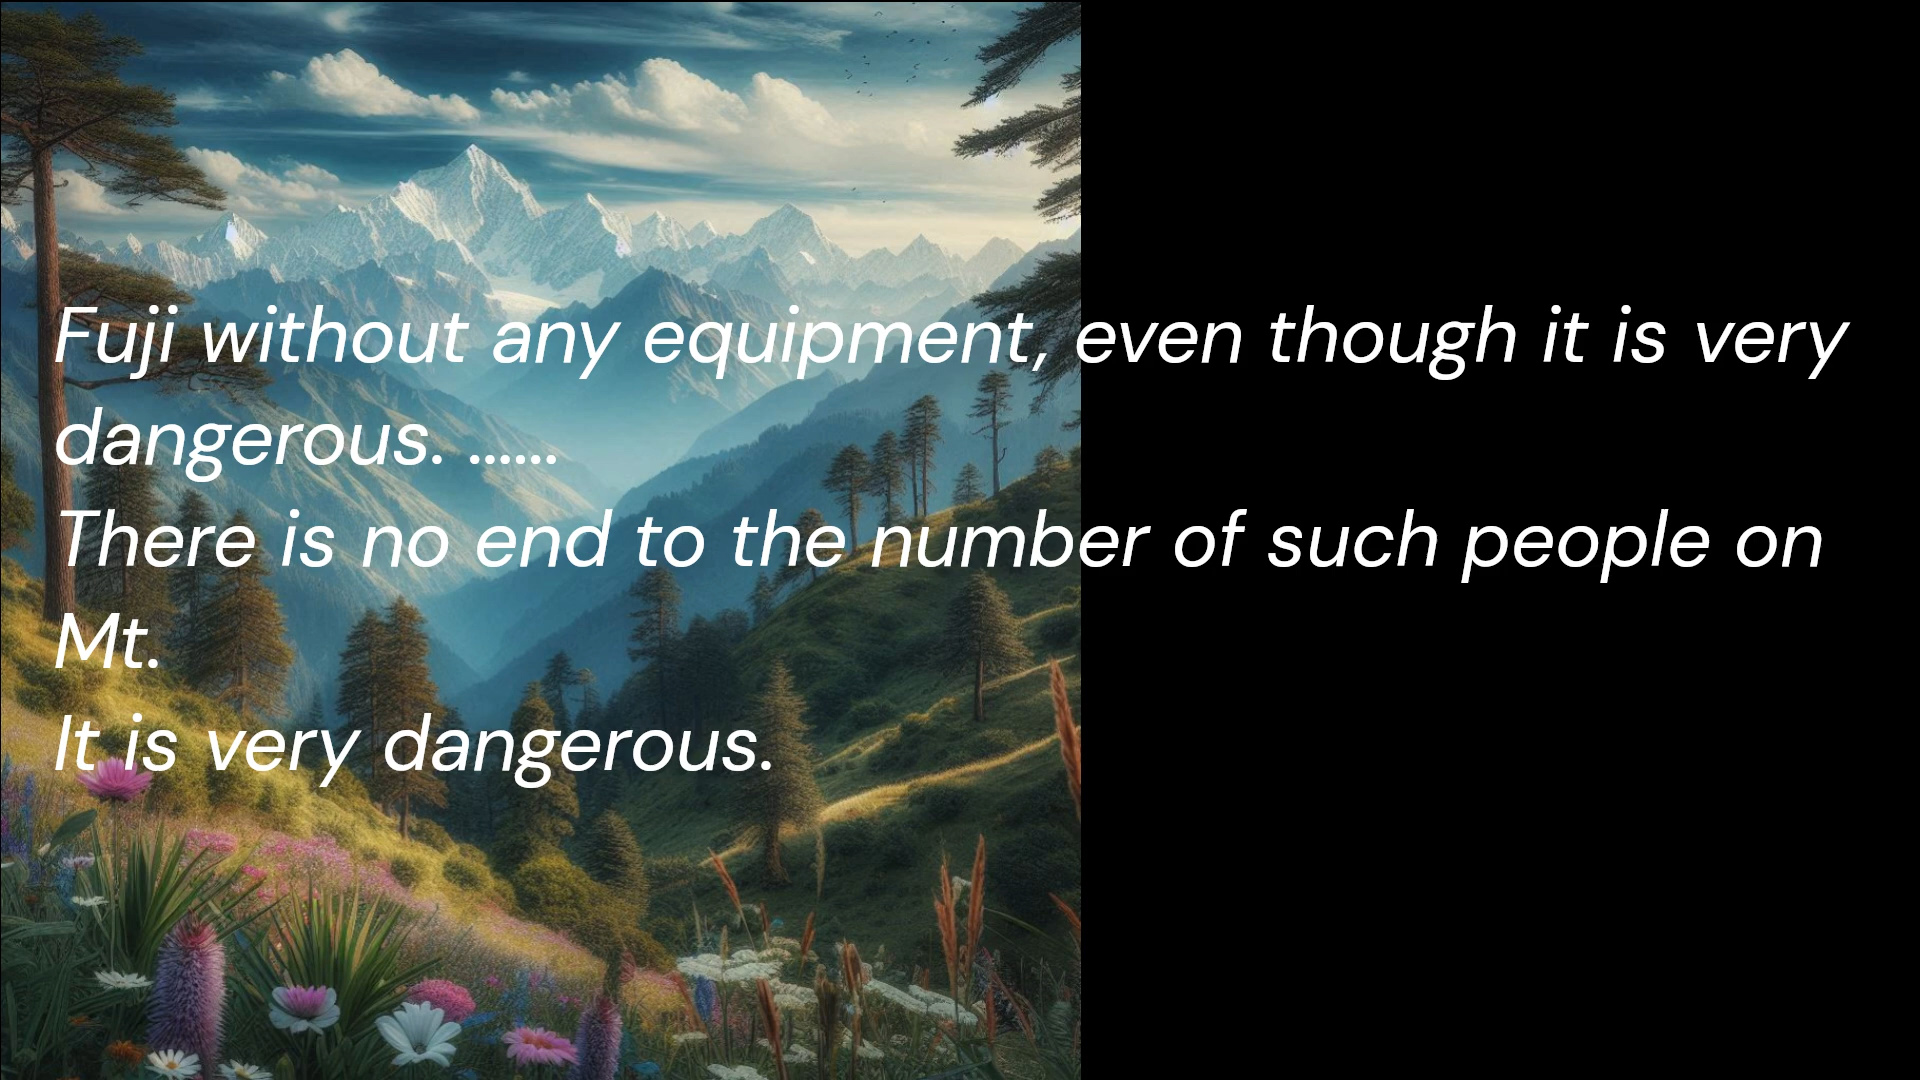 Fuji without any equipment, even though it is very
dangerous. ......
There is no end to the number of such people on
Mt.
It is very dangerous.